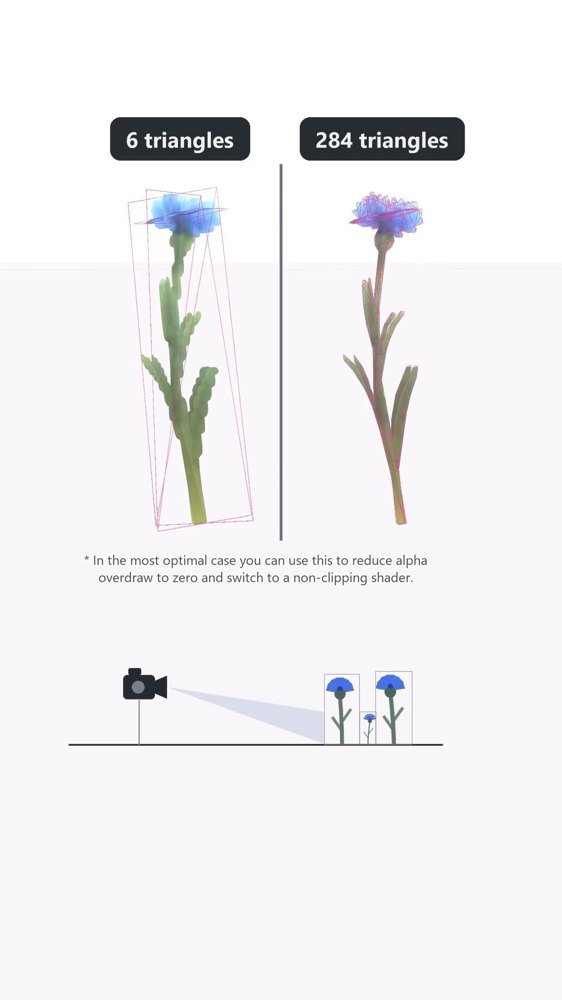 6 triangles
284 triangles
* In the most optimal case you can use this to reduce alpha
overdraw to zero and switch to a non-clipping shader.